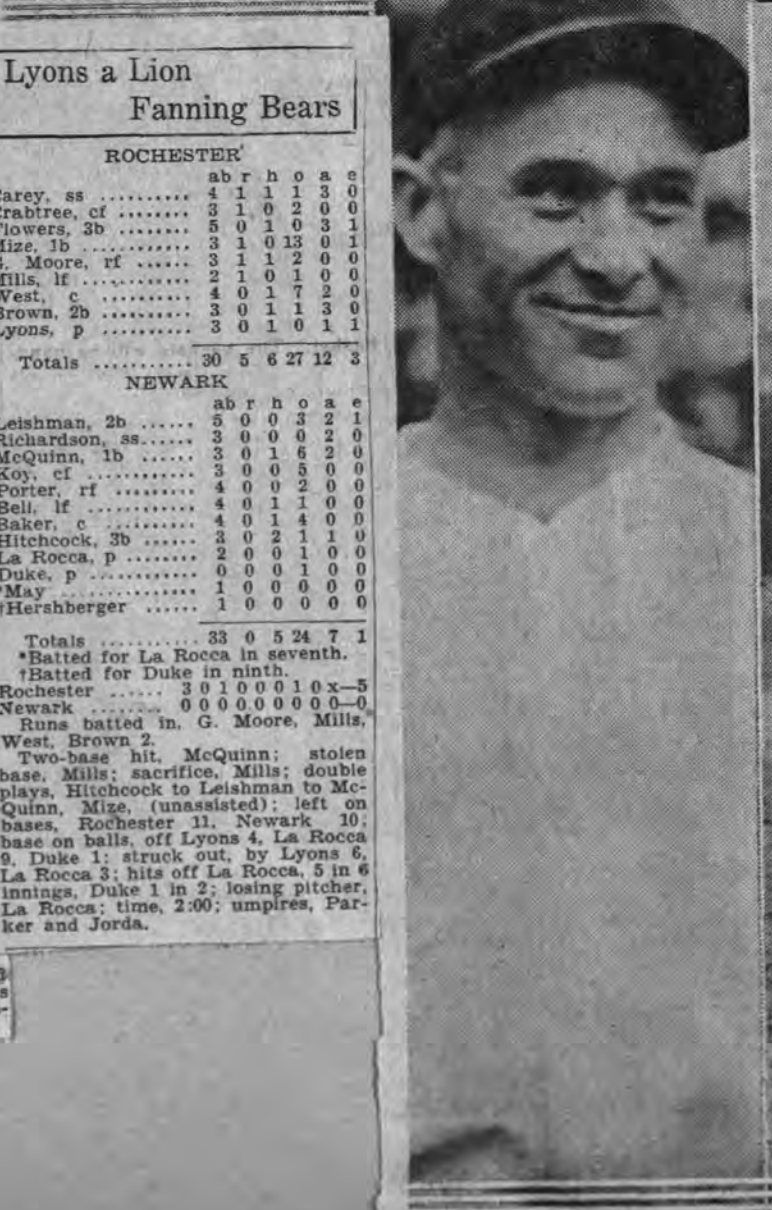 Lyons a Lion
Fanning Bears
ROCHESTER
ab r h o a e
arey, ss .......... 4 1 1 1 3 0
rabtree, cf ........ 3 1 0 2 0 0
lowers, 3b ........ 5 0 1 0 3 1
ize, 1b ............ 3 1 0 13 0 1
. Moore, rf ...... 3 1 1 2 0 0
ills, lf ............ 2 1 0 1 0 0
West, c .......... 4 0 1 7 2 0
Brown, 2b ........ 3 0 1 1 3 0
Lyons, p .......... 3 0 1 0 1 1
Totals ........... 30 5 6 27 12 3
NEWARK
ab r h o a e
Leishman, 2b ...... 5 0 0 3 2 1
Richardson, ss...... 3 0 0 0 2 0
McQuinn, 1b ...... 3 0 1 6 2 0
Koy, cf ............ 3 0 0 5 0 0
Porter, rf ......... 4 0 0 2 0 0
Bell, lf ............ 4 0 1 1 0 0
Baker, c .......... 4 0 1 4 0 0
Hitchcock, 3b ...... 3 0 2 1 1 0
La Rocca, p ........ 2 0 0 1 0 0
Duke, p ............ 0 0 0 1 0 0
*May ............... 1 0 0 0 0 0
†Hershberger ...... 1 0 0 0 0 0
Totals ........... 33 0 5 24 7 1
*Batted for La Rocca in seventh.
†Batted for Duke in ninth.
Rochester ...... 3 0 1 0 0 0 1 0 x—5
Newark ........ 0 0 0 0 0 0 0 0 0—0
Runs batted in, G. Moore, Mills,
West, Brown 2.
Two-base hit, McQuinn; stolen
base, Mills; sacrifice, Mills; double
plays, Hitchcock to Leishman to Mc-
Quinn, Mize, (unassisted); left on
bases, Rochester 11, Newark 10;
base on balls, off Lyons 4, La Rocca
9, Duke 1; struck out, by Lyons 6,
La Rocca 3; hits off La Rocca, 5 in 6
innings, Duke 1 in 2; losing pitcher,
La Rocca; time, 2:00; umpires, Par-
ker and Jorda.